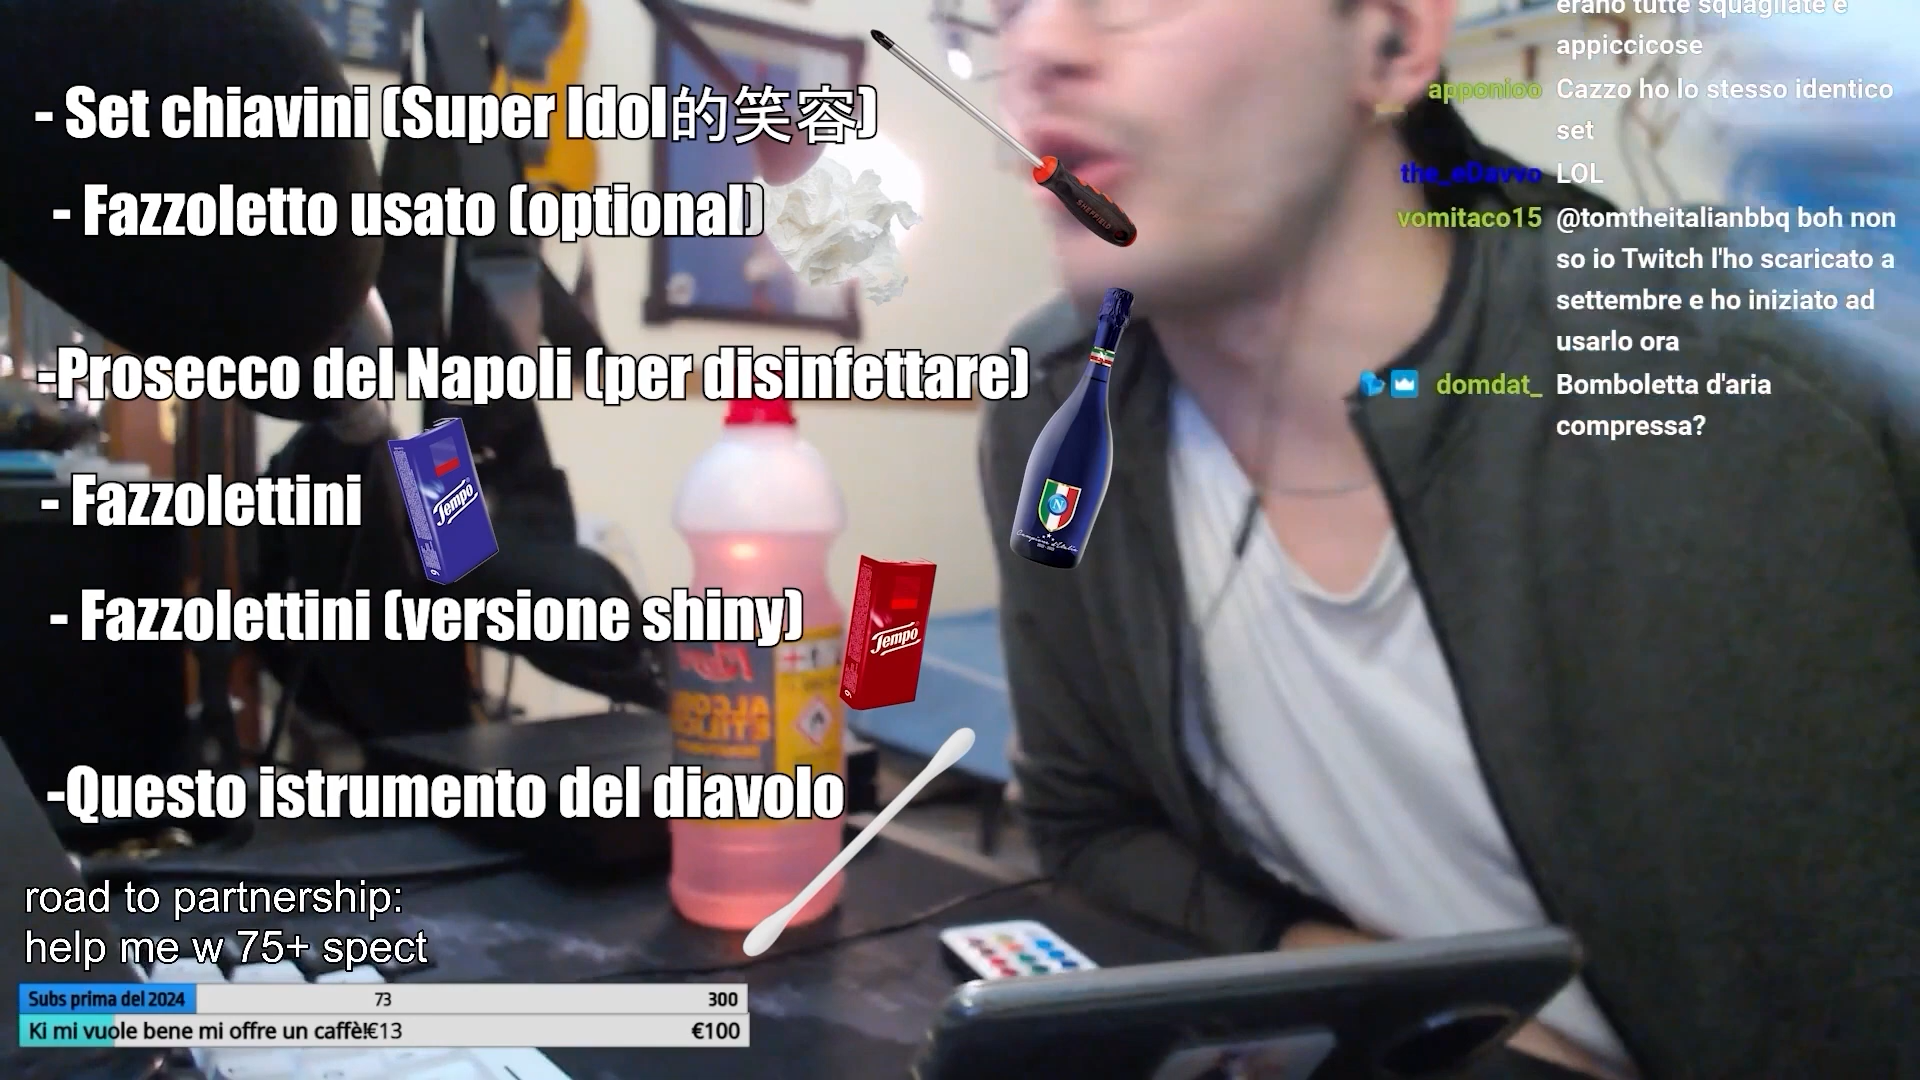 - Set chiavini (Super Idol的笑容)
- Fazzoletto usato (optional)
-Prosecco del Napoli (per disinfettare)
- Fazzolettini
- Fazzolettini (versione shiny)
-Questo istrumento del diavolo
Tempo
Tempo
SHEFFIELD
N
ALCOOL
road to partnership:
help me w 75+ spect
Subs prima del 2024 73 300
Ki mi vuole bene mi offre un caffè!€13 €100
erano tutte squagliate e
appiccicose
apponioo Cazzo ho lo stesso identico
set
the_eDavvo LOL
vomitaco15 @tomtheitalianbbq boh non
so io Twitch l'ho scaricato a
settembre e ho iniziato ad
usarlo ora
domdat_ Bomboletta d'aria
compressa?